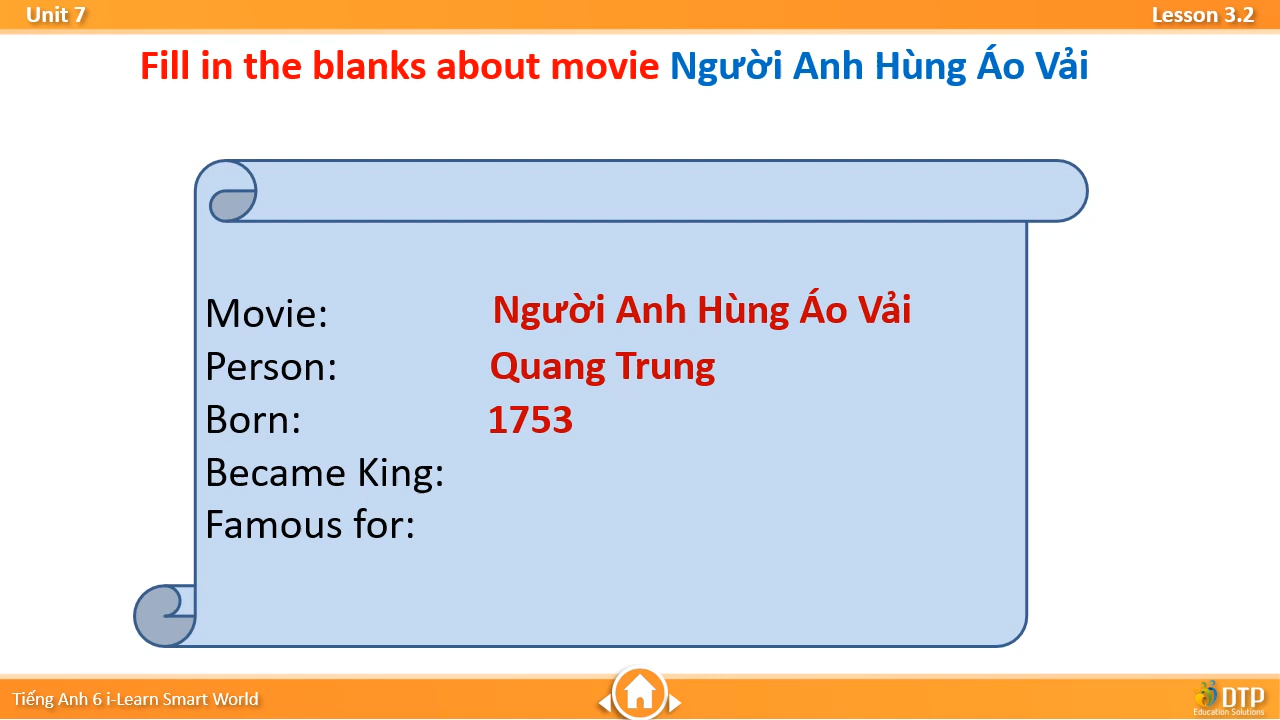 Unit 7
Lesson 3.2
Fill in the blanks about movie Người Anh Hùng Áo Vải
Movie: Người Anh Hùng Áo Vải
Person: Quang Trung
Born: 1753
Became King:
Famous for:
Tiếng Anh 6 i-Learn Smart World
DTP
Education Solutions